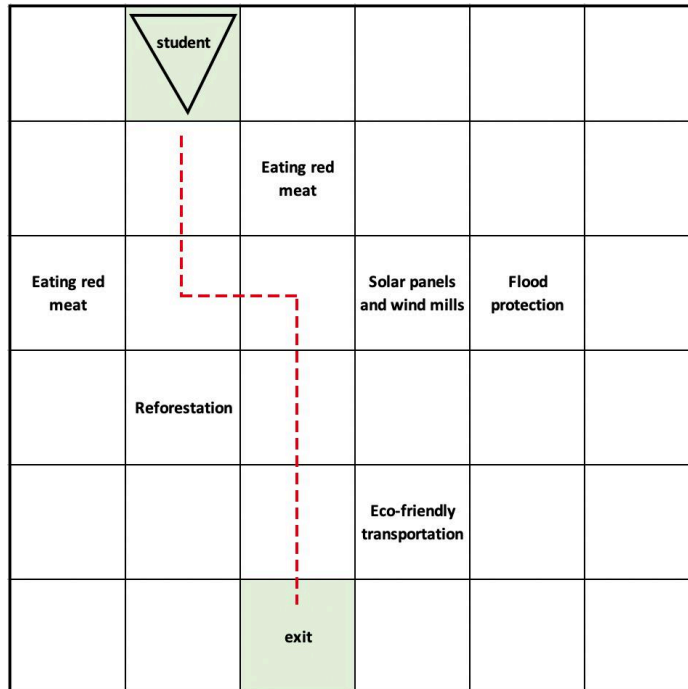 student
Eating red
meat
Eating red
meat
Solar panels
and wind mills
Flood
protection
Reforestation
Eco-friendly
transportation
exit